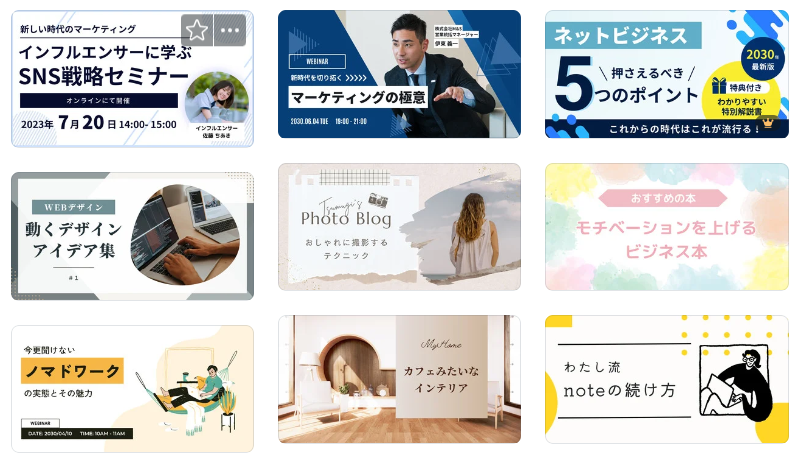 新しい時代のマーケティング
インフルエンサーに学ぶ
SNS戦略セミナー
オンラインにて開催
2023年 7月20日 14:00- 15:00
インフルエンサー
佐藤 ちあき
株式会社M&S
営業統括マネージャー
伊東 義一
WEBINAR
新時代を切り拓く
マーケティングの極意
2030.06.04 TUE 19:00 - 21:00
ネットビジネス
2030年
最新版
5つのポイント
押さえるべき
特典付き
わかりやすい
特別解説書
これからの時代はこれが流行る！
WEBデザイン
動くデザイン
アイデア集
#1
Tsumugi's
Photo Blog
おしゃれに撮影する
テクニック
おすすめの本
モチベーションを上げる
ビジネス本
今更聞けない
ノマドワーク
の実態とその魅力
WEBINAR
DATE: 2030/04/10 TIME: 10AM - 11AM
My Home
カフェみたいな
インテリア
わたし流
noteの続け方